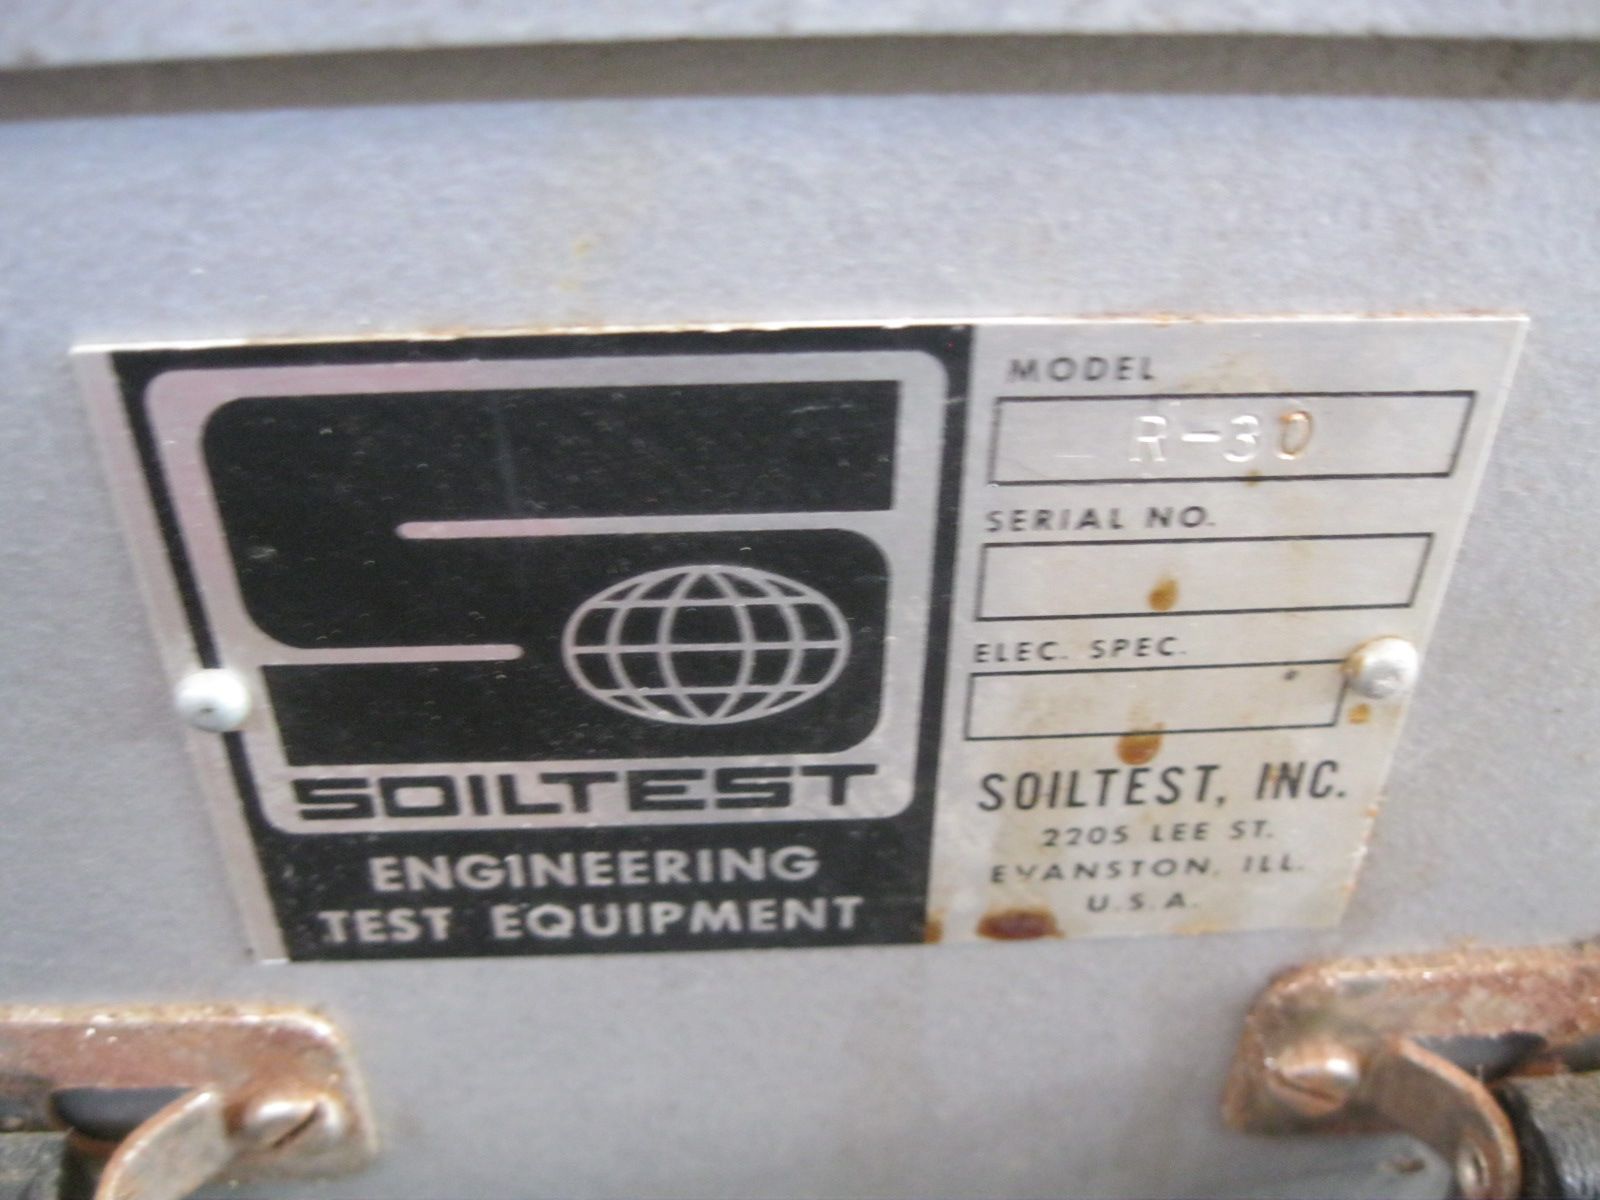 SOILTEST
ENGINEERING
TEST EQUIPMENT
MODEL
R-30
SERIAL NO.
ELEC. SPEC.
SOILTEST, INC.
2205 LEE ST.
EVANSTON, ILL.
U.S.A.